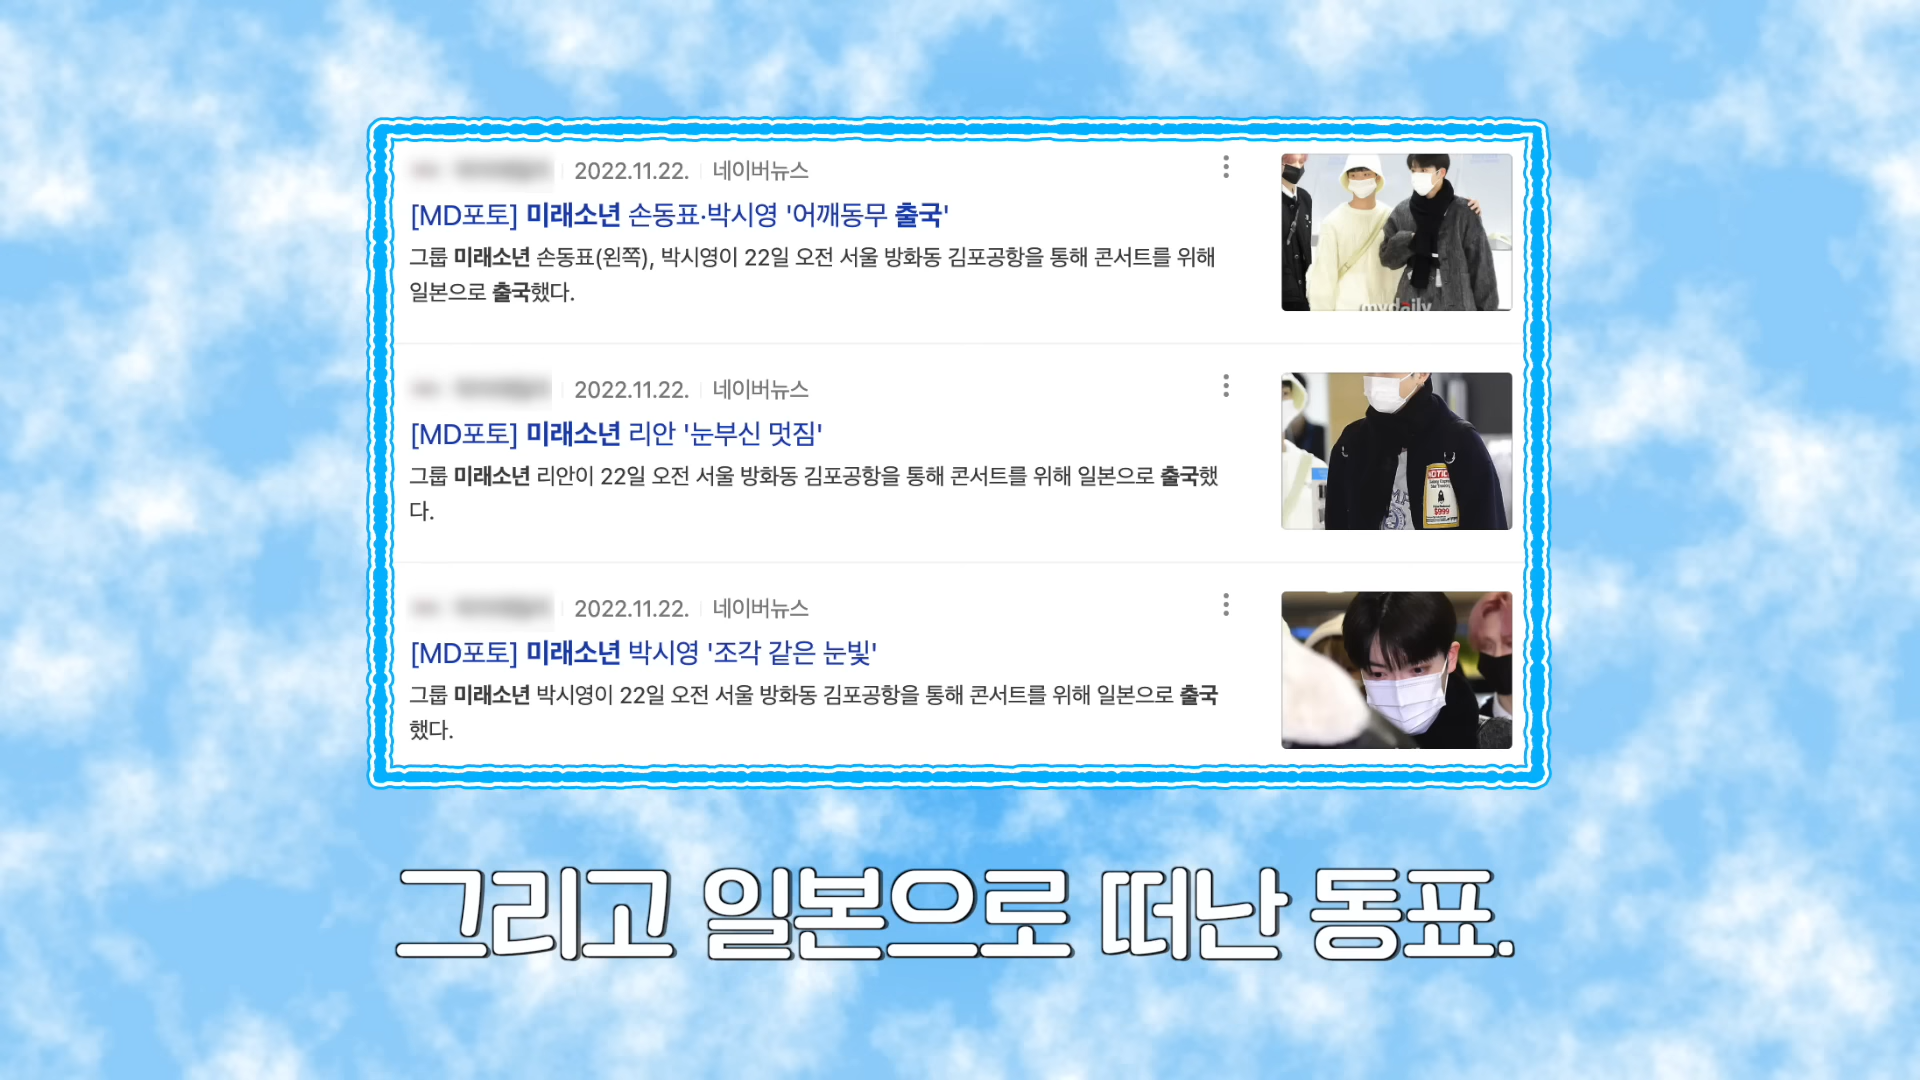 2022.11.22. 네이버뉴스
[MD포토] 미래소년 손동표·박시영 '어깨동무 출국'
그룹 미래소년 손동표(왼쪽), 박시영이 22일 오전 서울 방화동 김포공항을 통해 콘서트를 위해
일본으로 출국했다.
mydaily
2022.11.22. 네이버뉴스
[MD포토] 미래소년 리안 '눈부신 멋짐'
그룹 미래소년 리안이 22일 오전 서울 방화동 김포공항을 통해 콘서트를 위해 일본으로 출국했
다.
NOTICE
$999
2022.11.22. 네이버뉴스
[MD포토] 미래소년 박시영 '조각 같은 눈빛'
그룹 미래소년 박시영이 22일 오전 서울 방화동 김포공항을 통해 콘서트를 위해 일본으로 출국
했다.
그리고 일본으로 떠난 동표.